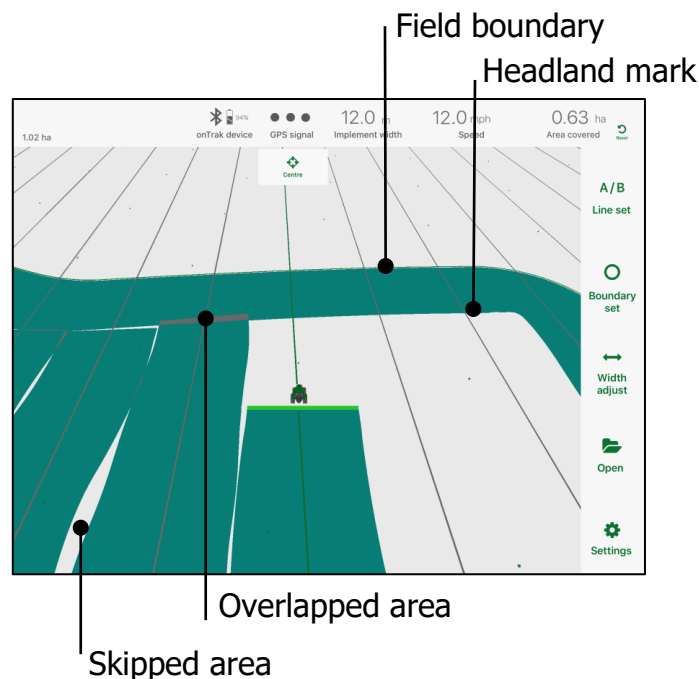 Field boundary
Headland mark
94%
12.0 m
12.0 mph
0.63 ha
1.02 ha
onTrak device
GPS signal
Implement width
Speed
Area covered
Reset
Centre
A/B
Line set
Boundary
set
Width
adjust
Open
Settings
Overlapped area
Skipped area